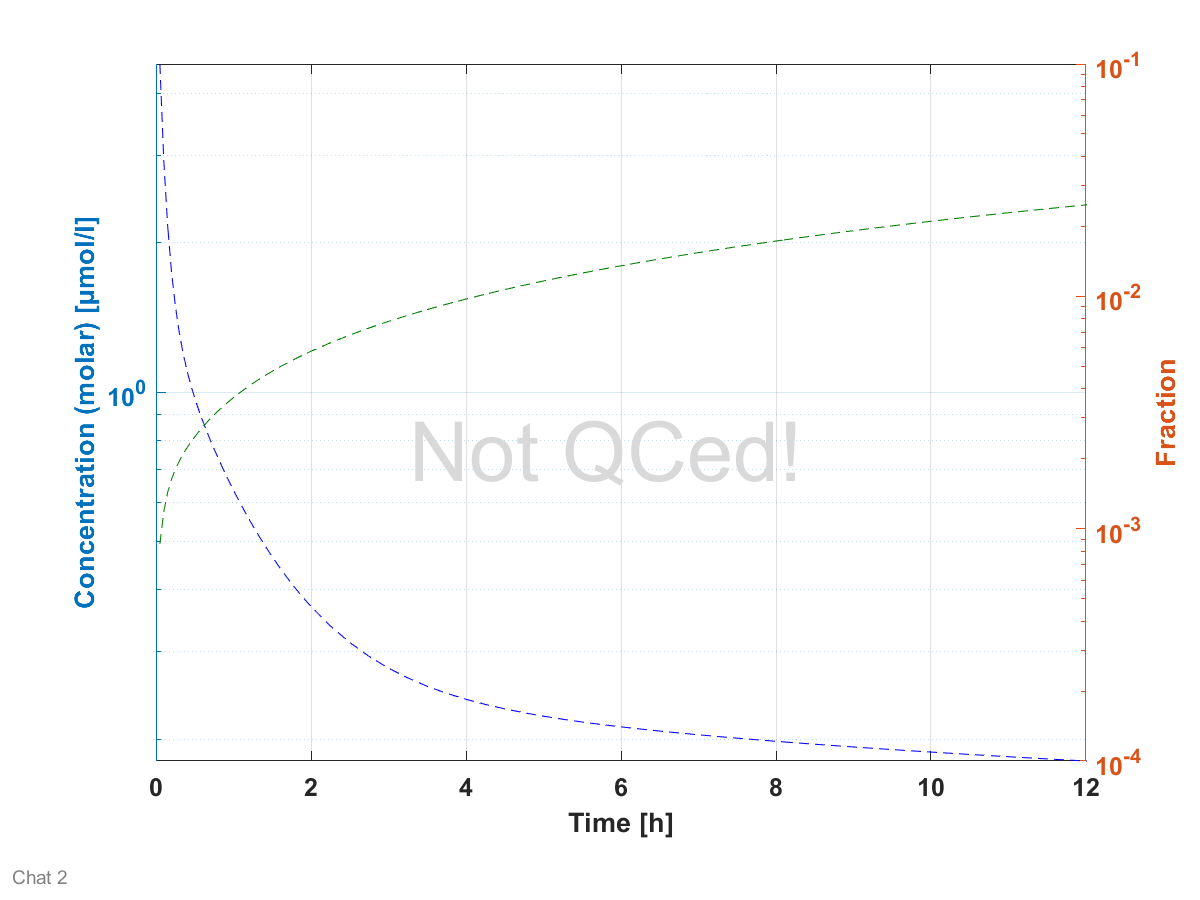 Concentration (molar) [µmol/l]
10^0
Not QCed!
10^-1
10^-2
10^-3
10^-4
Fraction
0 2 4 6 8 10 12
Time [h]
Chat 2